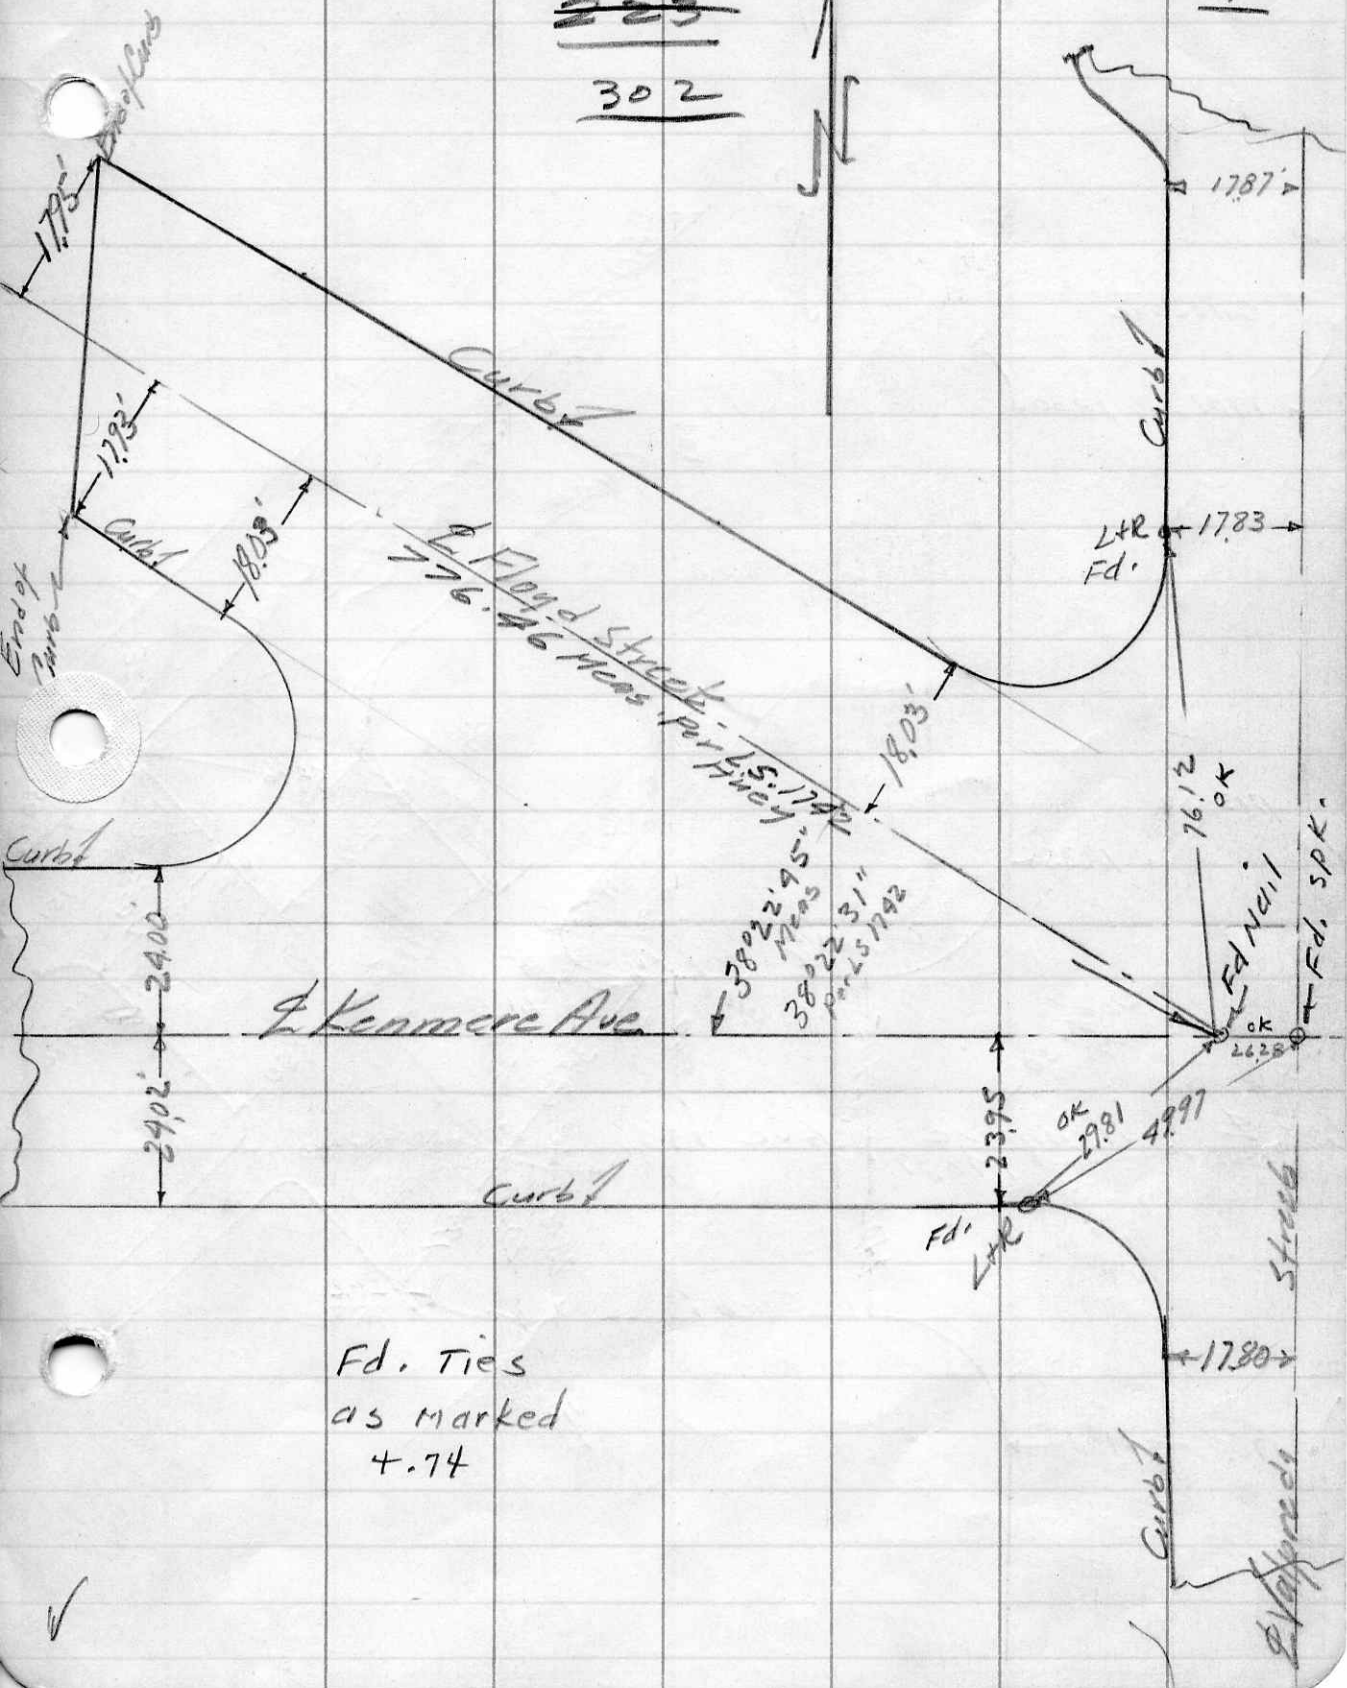 223
302
N
End of Curb
17.95'
17.87'
Curb
Curb
17.93'
Curb
18.03'
End of
Curb
L+R
Fd.
17.83
℄ Floyd Street
776.46 Meas. per L.S. 1742
18.03'
76.12
OK
Curb
24.00'
38°22'45"
Meas
38°22'31"
Per LS 1742
Fd Nail
Fd. SPK.
℄ Kenmere Ave
OK
26.28
24.02'
23.95
OK
29.81
49.97
Curb
Fd.
L+R
Street
17.80
Fd. Ties
as marked
4.74
Curb
℄